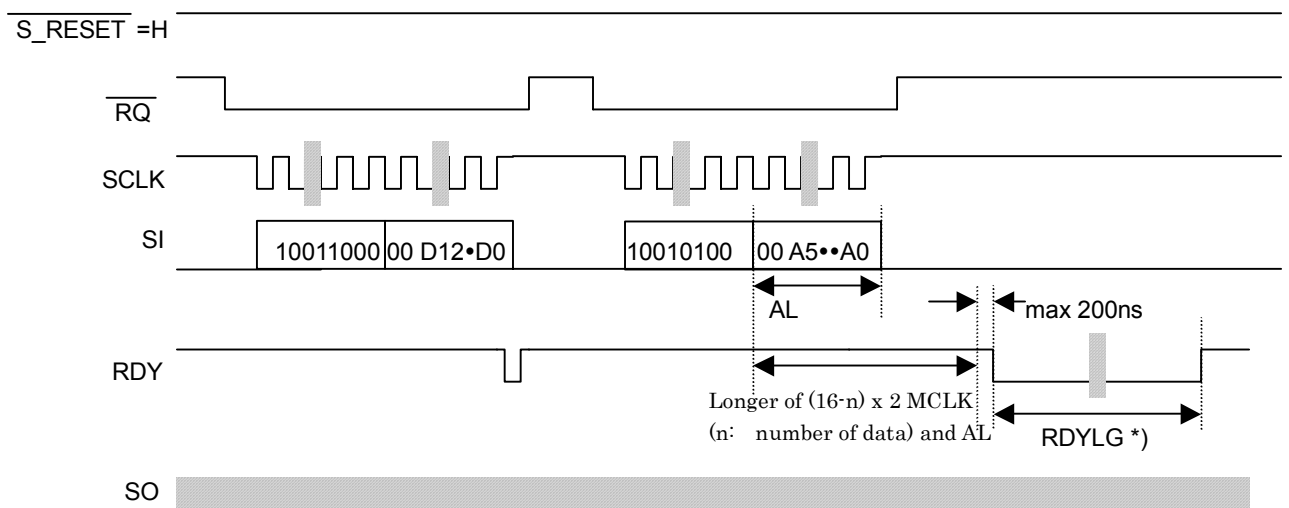 S_RESET =H
RQ
SCLK
SI
10011000 00 D12•D0 10010100 00 A5••A0
AL
max 200ns
RDY
Longer of (16-n) x 2 MCLK
(n: number of data) and AL
RDYLG *)
SO